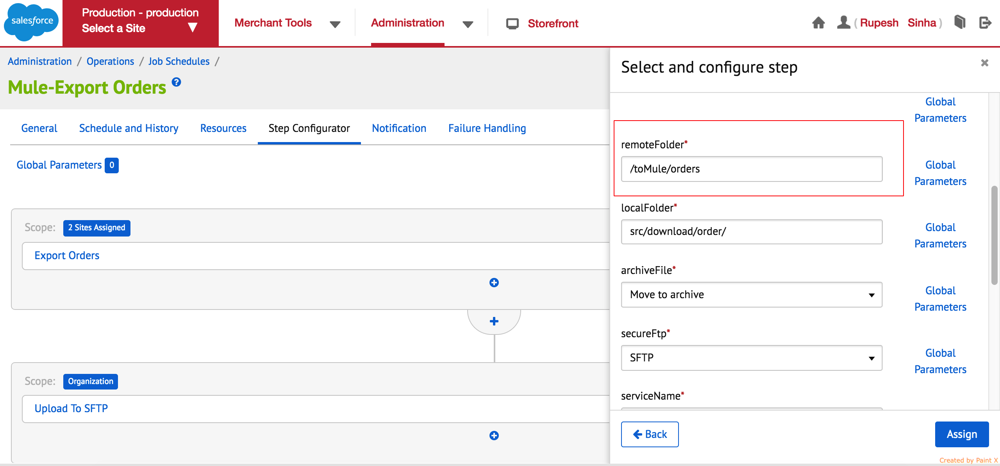 salesforce
Production - production
Select a Site
Merchant Tools
Administration
Storefront
( Rupesh Sinha )
Administration / Operations / Job Schedules /
Mule-Export Orders ?
General
Schedule and History
Resources
Step Configurator
Notification
Failure Handling
Global Parameters 0
Scope: 2 Sites Assigned
Export Orders
Scope: Organization
Upload To SFTP
Select and configure step
Global
Parameters
remoteFolder*
/toMule/orders
Global
Parameters
localFolder*
src/download/order/
Global
Parameters
archiveFile*
Move to archive
Global
Parameters
secureFtp*
SFTP
Global
Parameters
serviceName*
Back
Assign
Created by Paint X